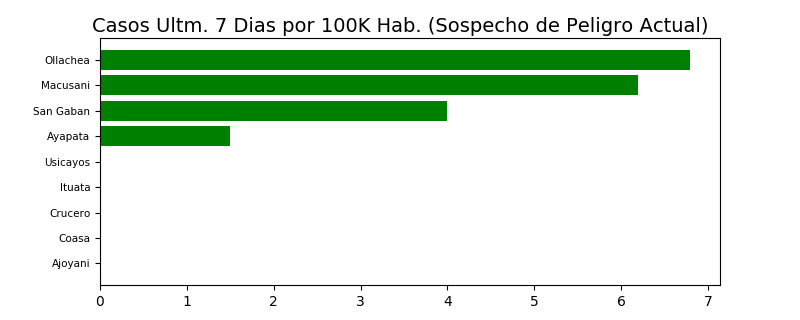 Casos Ultm. 7 Dias por 100K Hab. (Sospecho de Peligro Actual)
Ollachea
Macusani
San Gaban
Ayapata
Usicayos
Ituata
Crucero
Coasa
Ajoyani
0 1 2 3 4 5 6 7